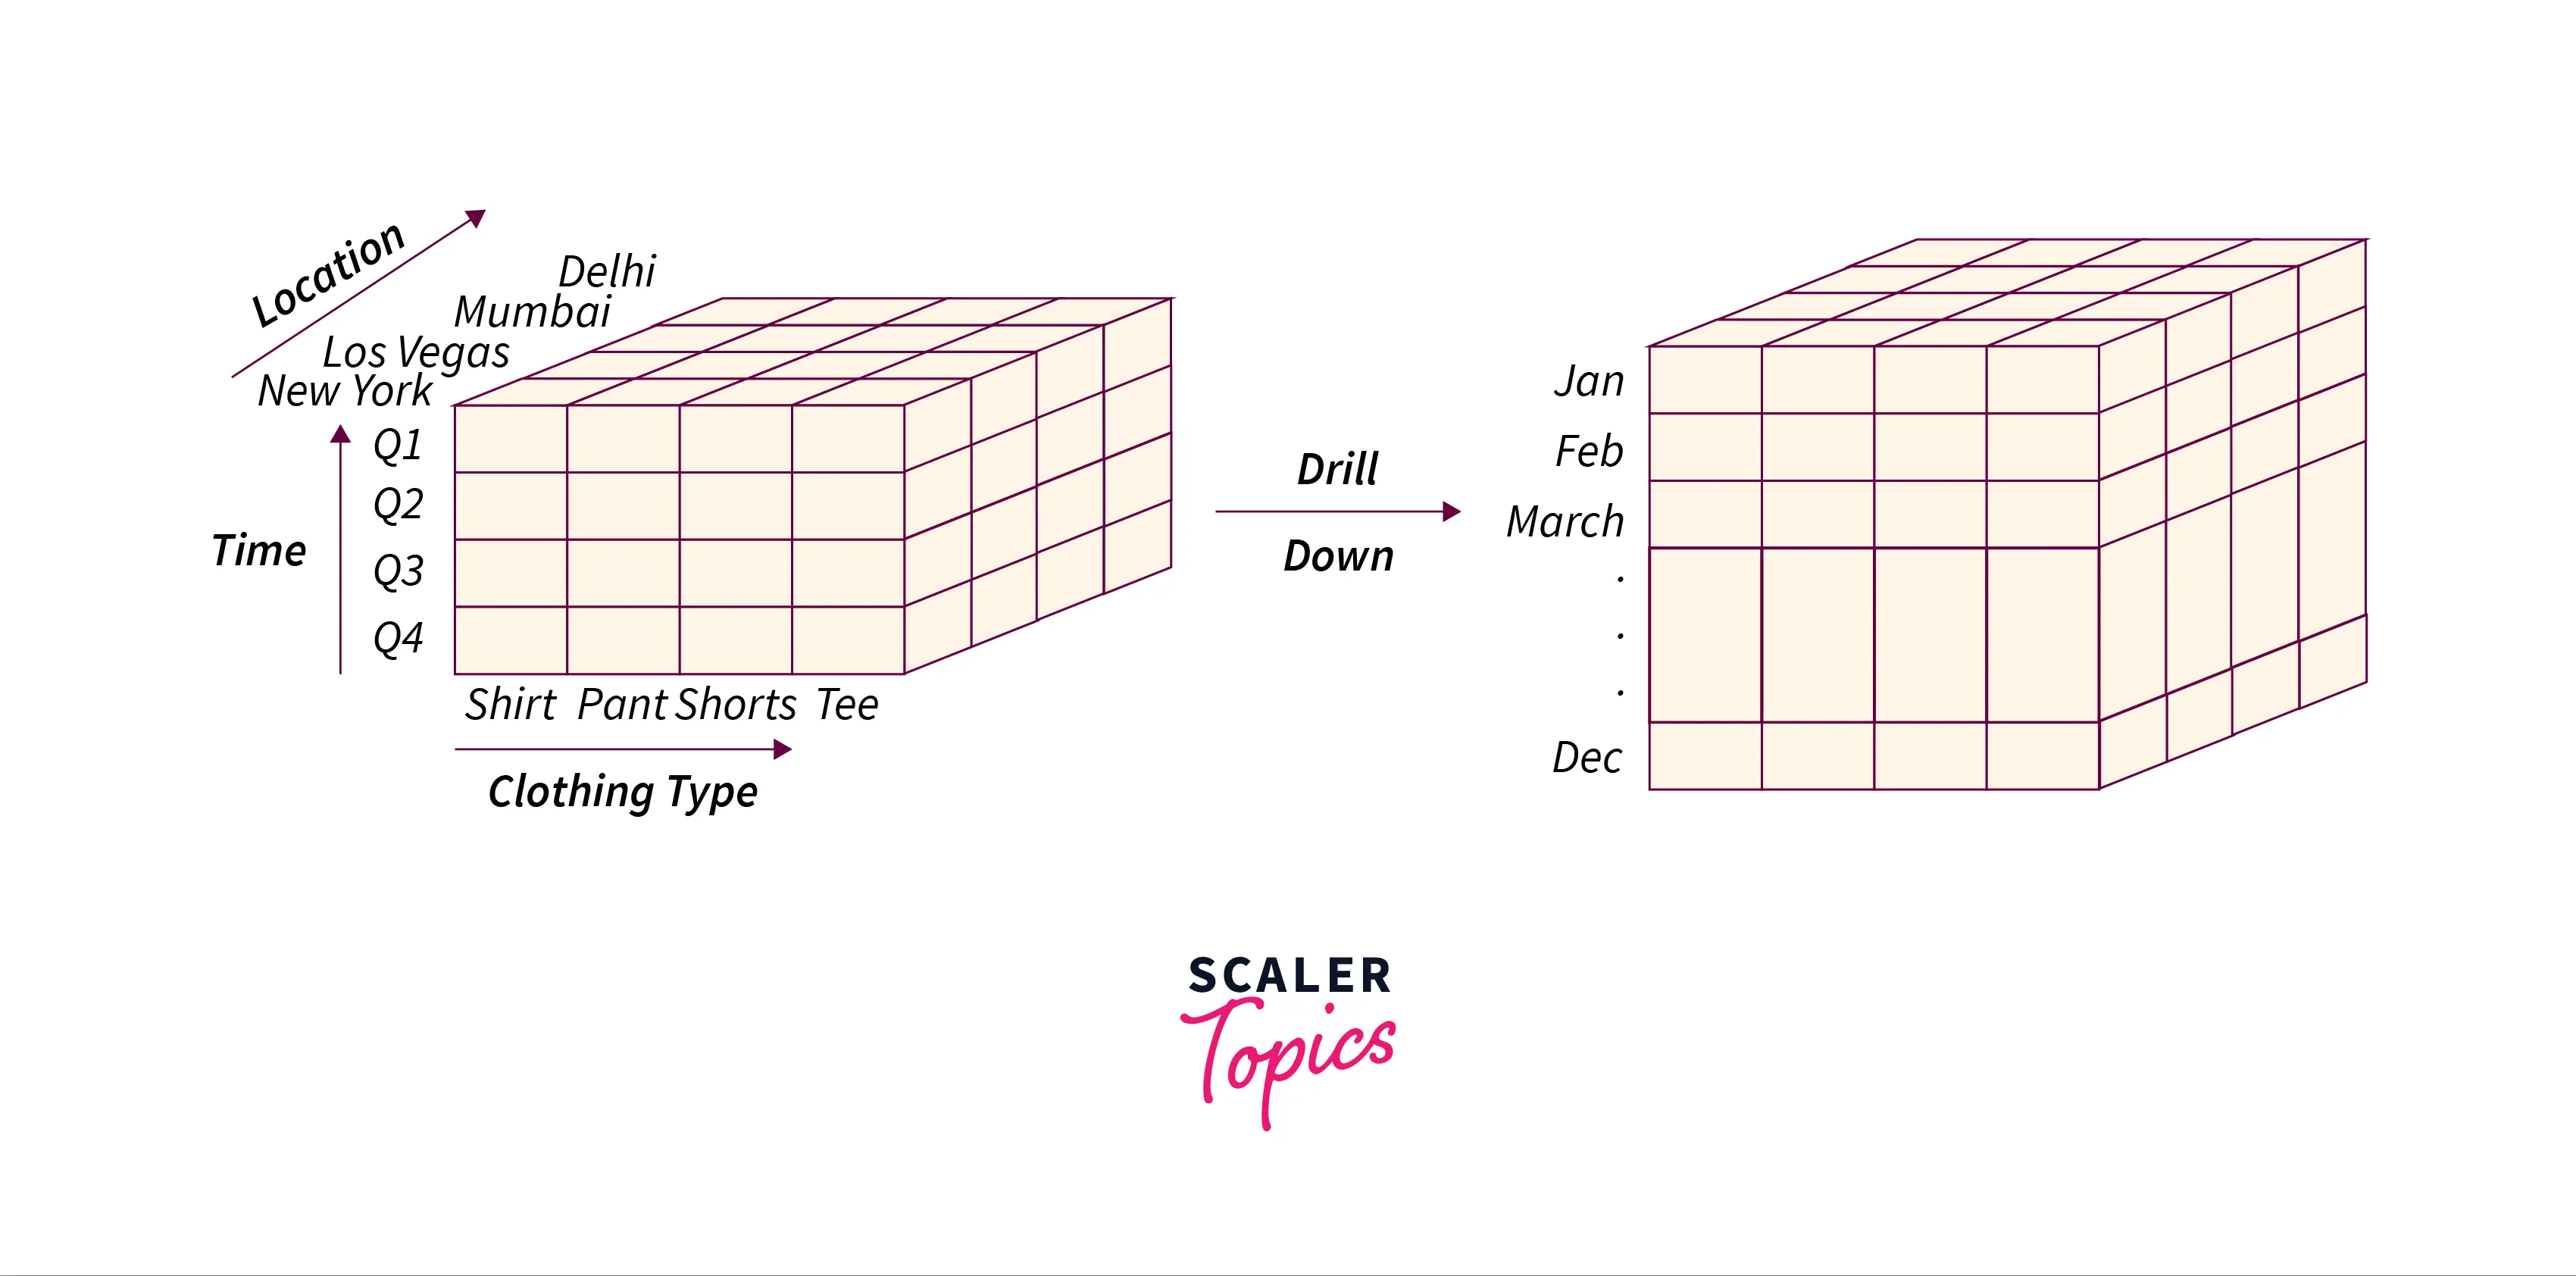 Location
Delhi
Mumbai
Los Vegas
New York
Time
Q1
Q2
Q3
Q4
Shirt Pant Shorts Tee
Clothing Type
Drill
Down
Jan
Feb
March
.
.
.
Dec
SCALER
Topics